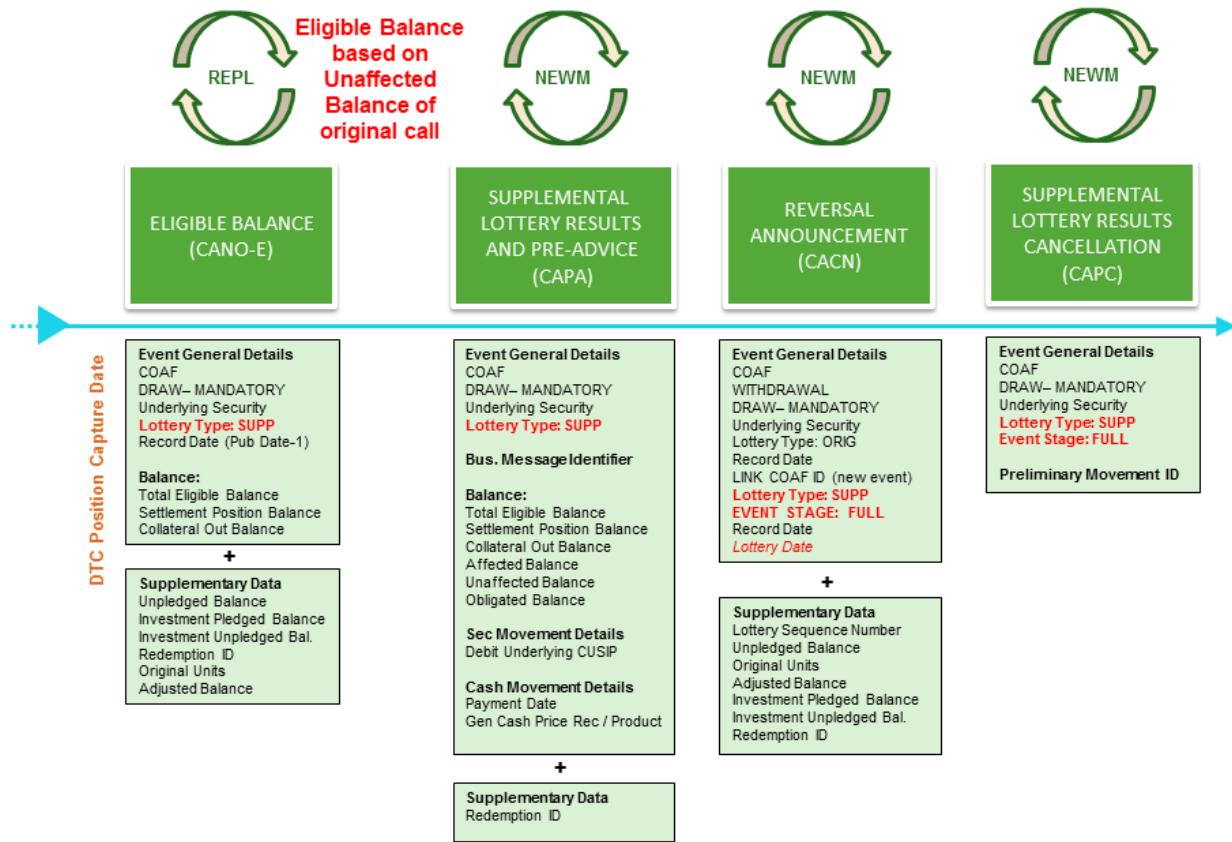 REPL
Eligible Balance
based on
Unaffected
Balance of
original call
NEWM
NEWM
NEWM
ELIGIBLE BALANCE
(CANO-E)
SUPPLEMENTAL
LOTTERY RESULTS
AND PRE-ADVICE
(CAPA)
REVERSAL
ANNOUNCEMENT
(CACN)
SUPPLEMENTAL
LOTTERY RESULTS
CANCELLATION
(CAPC)
DTC Position Capture Date
Event General Details
COAF
DRAW– MANDATORY
Underlying Security
Lottery Type: SUPP
Record Date (Pub Date-1)
Balance:
Total Eligible Balance
Settlement Position Balance
Collateral Out Balance
+
Supplementary Data
Unpledged Balance
Investment Pledged Balance
Investment Unpledged Bal.
Redemption ID
Original Units
Adjusted Balance
Event General Details
COAF
DRAW– MANDATORY
Underlying Security
Lottery Type: SUPP
Bus. Message Identifier
Balance:
Total Eligible Balance
Settlement Position Balance
Collateral Out Balance
Affected Balance
Unaffected Balance
Obligated Balance
Sec Movement Details
Debit Underlying CUSIP
Cash Movement Details
Payment Date
Gen Cash Price Rec / Product
+
Supplementary Data
Redemption ID
Event General Details
COAF
WITHDRAWAL
DRAW– MANDATORY
Underlying Security
Lottery Type: ORIG
Record Date
LINK COAF ID (new event)
Lottery Type: SUPP
EVENT STAGE: FULL
Record Date
Lottery Date
+
Supplementary Data
Lottery Sequence Number
Unpledged Balance
Original Units
Adjusted Balance
Investment Pledged Balance
Investment Unpledged Bal.
Redemption ID
Event General Details
COAF
DRAW– MANDATORY
Underlying Security
Lottery Type: SUPP
Event Stage: FULL
Preliminary Movement ID